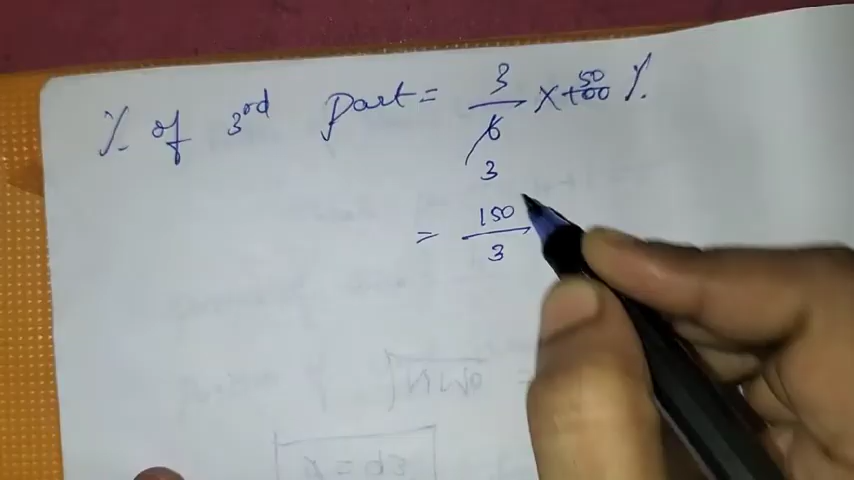 % of 3rd Part = 3/6 × 100 50 %
3
= 150/3